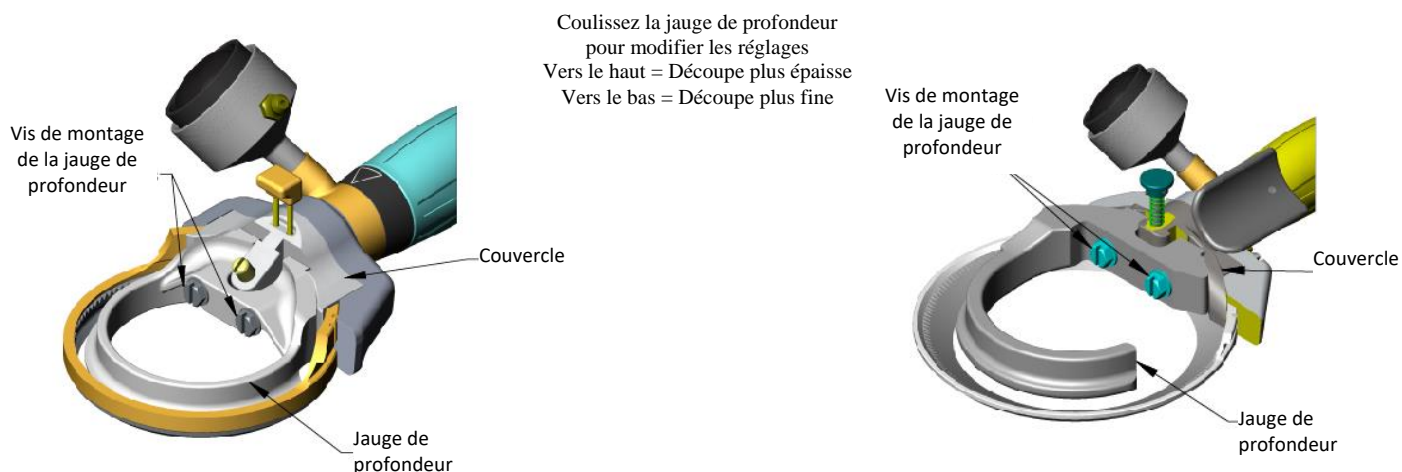 Coulissez la jauge de profondeur
pour modifier les réglages
Vers le haut = Découpe plus épaisse
Vers le bas = Découpe plus fine
Vis de montage
de la jauge de
profondeur
Couvercle
Jauge de
profondeur
Vis de montage
de la jauge de
profondeur
Couvercle
Jauge de
profondeur